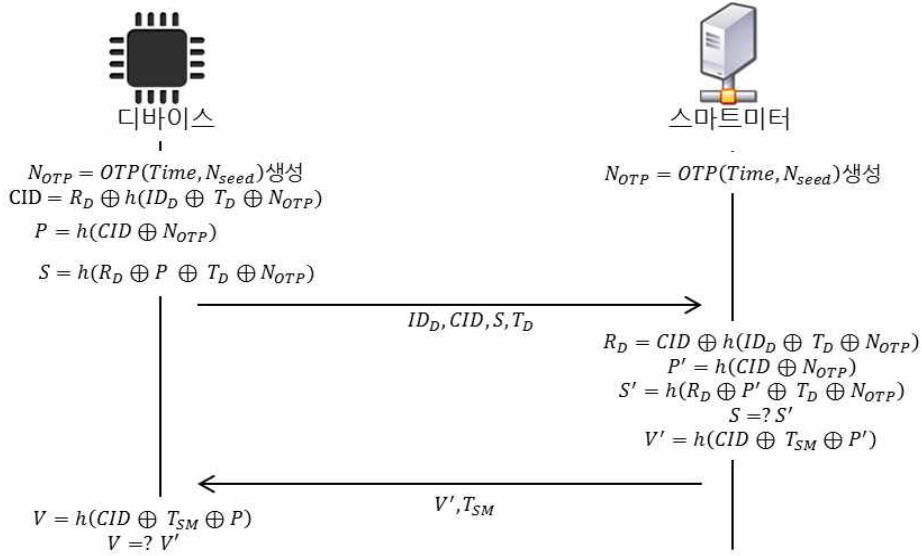 디바이스
스마트미터
N_OTP = OTP(Time, N_seed)생성
CID = R_D ⊕ h(ID_D ⊕ T_D ⊕ N_OTP)
P = h(CID ⊕ N_OTP)
S = h(R_D ⊕ P ⊕ T_D ⊕ N_OTP)
N_OTP = OTP(Time, N_seed)생성
ID_D, CID, S, T_D
R_D = CID ⊕ h(ID_D ⊕ T_D ⊕ N_OTP)
P' = h(CID ⊕ N_OTP)
S' = h(R_D ⊕ P' ⊕ T_D ⊕ N_OTP)
S =? S'
V' = h(CID ⊕ T_SM ⊕ P')
V', T_SM
V = h(CID ⊕ T_SM ⊕ P)
V =? V'